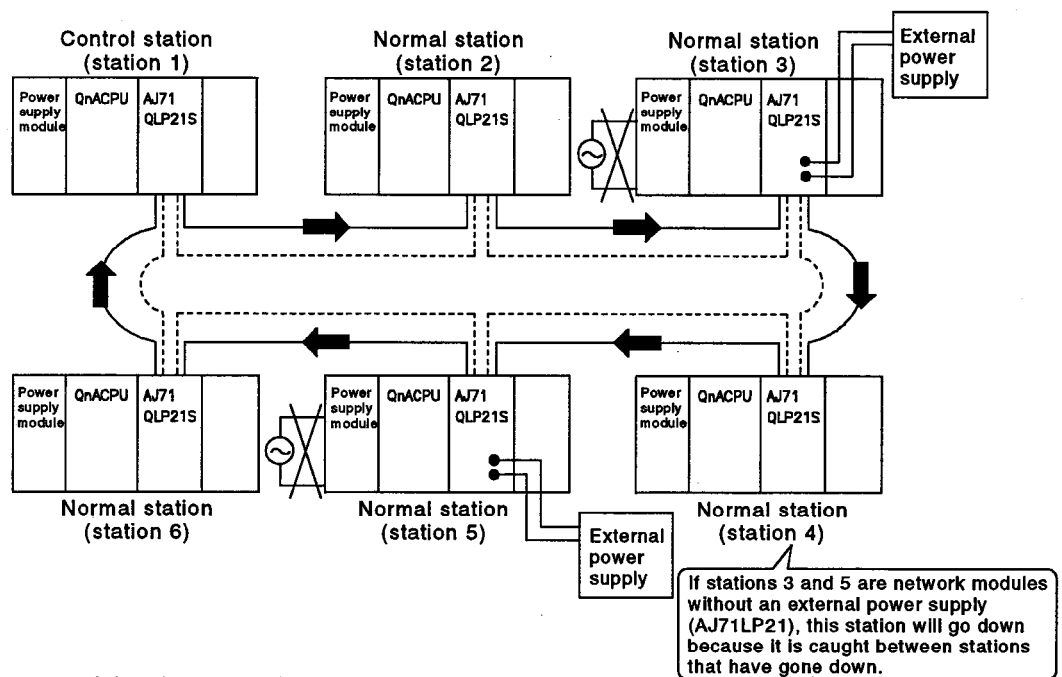 Control station
(station 1)
Normal station
(station 2)
Normal station
(station 3)
External
power
supply
Power
supply
module
QnACPU
AJ71
QLP21S
Power
supply
module
QnACPU
AJ71
QLP21S
Power
supply
module
QnACPU
AJ71
QLP21S
Power
supply
module
QnACPU
AJ71
QLP21S
Power
supply
module
QnACPU
AJ71
QLP21S
Power
supply
module
QnACPU
AJ71
QLP21S
Normal station
(station 6)
Normal station
(station 5)
External
power
supply
Normal station
(station 4)
If stations 3 and 5 are network modules
without an external power supply
(AJ71LP21), this station will go down
because it is caught between stations
that have gone down.